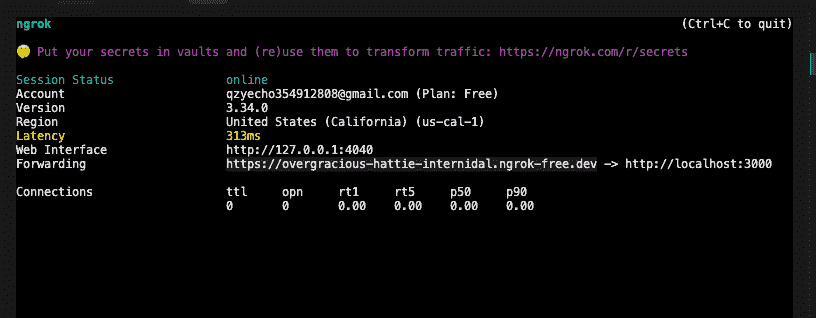 ngrok (Ctrl+C to quit)
🤫 Put your secrets in vaults and (re)use them to transform traffic: https://ngrok.com/r/secrets
Session Status online
Account qzyecho354912808@gmail.com (Plan: Free)
Version 3.34.0
Region United States (California) (us-cal-1)
Latency 313ms
Web Interface http://127.0.0.1:4040
Forwarding https://overgracious-hattie-internidal.ngrok-free.dev -> http://localhost:3000
Connections ttl opn rt1 rt5 p50 p90
0 0 0.00 0.00 0.00 0.00